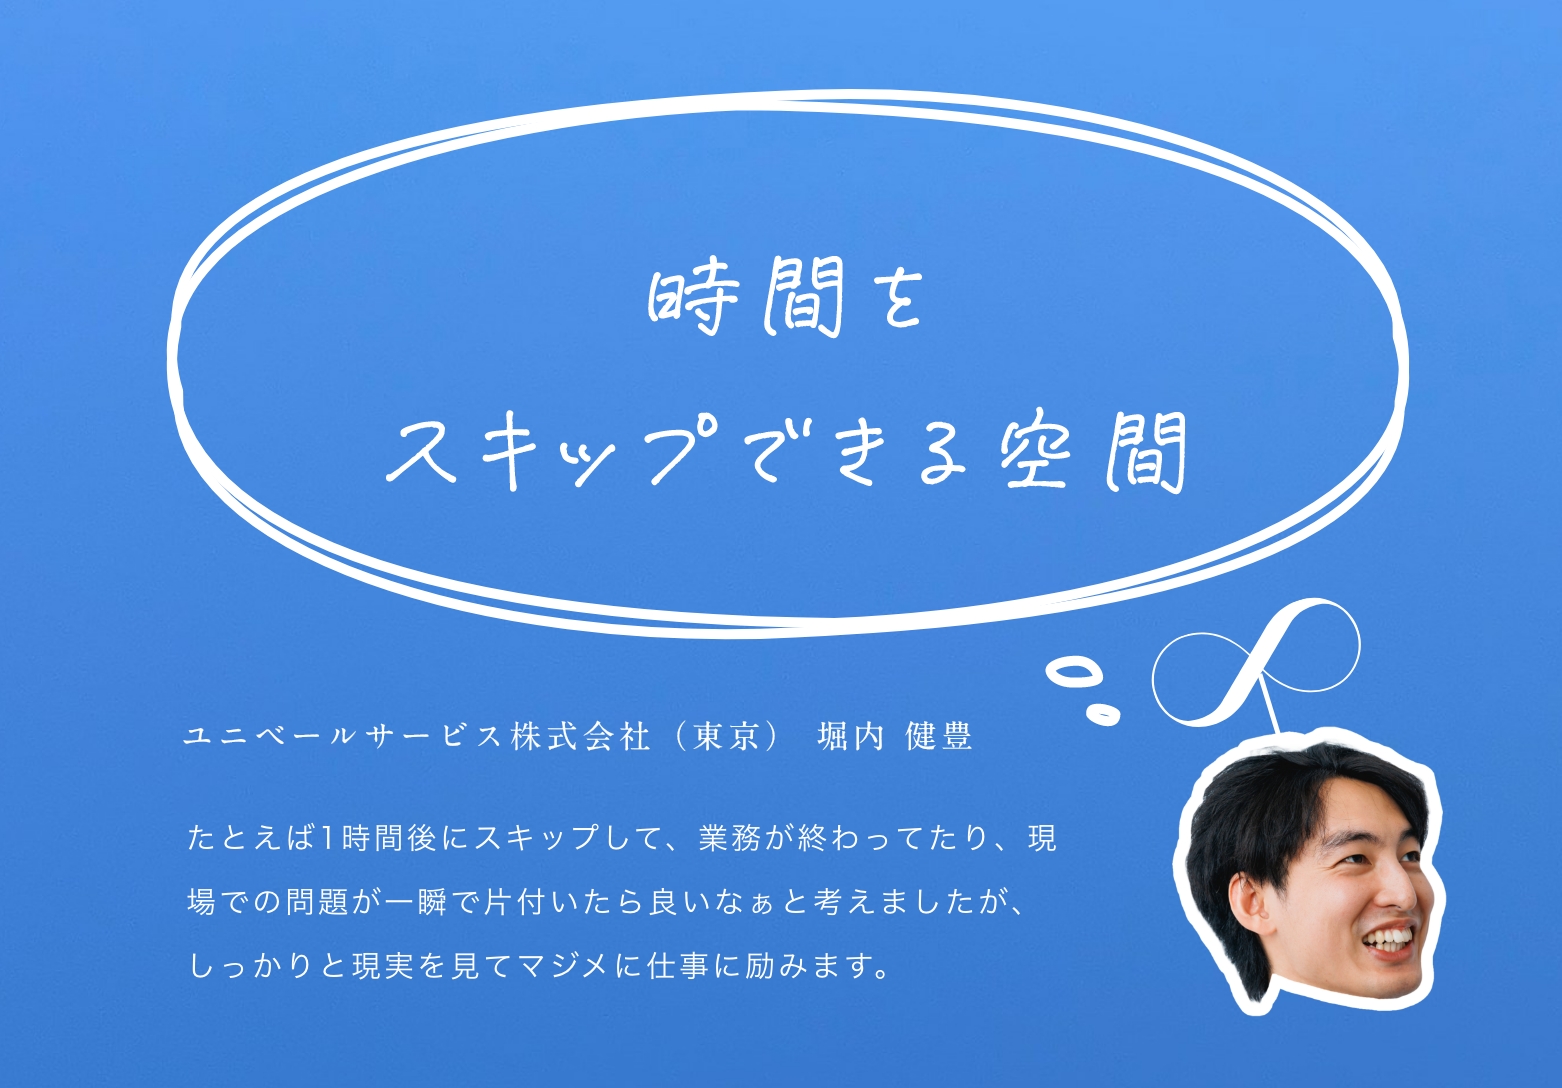 時間を
スキップできる空間
ユニベールサービス株式会社（東京） 堀内 健豊
たとえば1時間後にスキップして、業務が終わってたり、現
場での問題が一瞬で片付いたら良いなぁと考えましたが、
しっかりと現実を見てマジメに仕事に励みます。